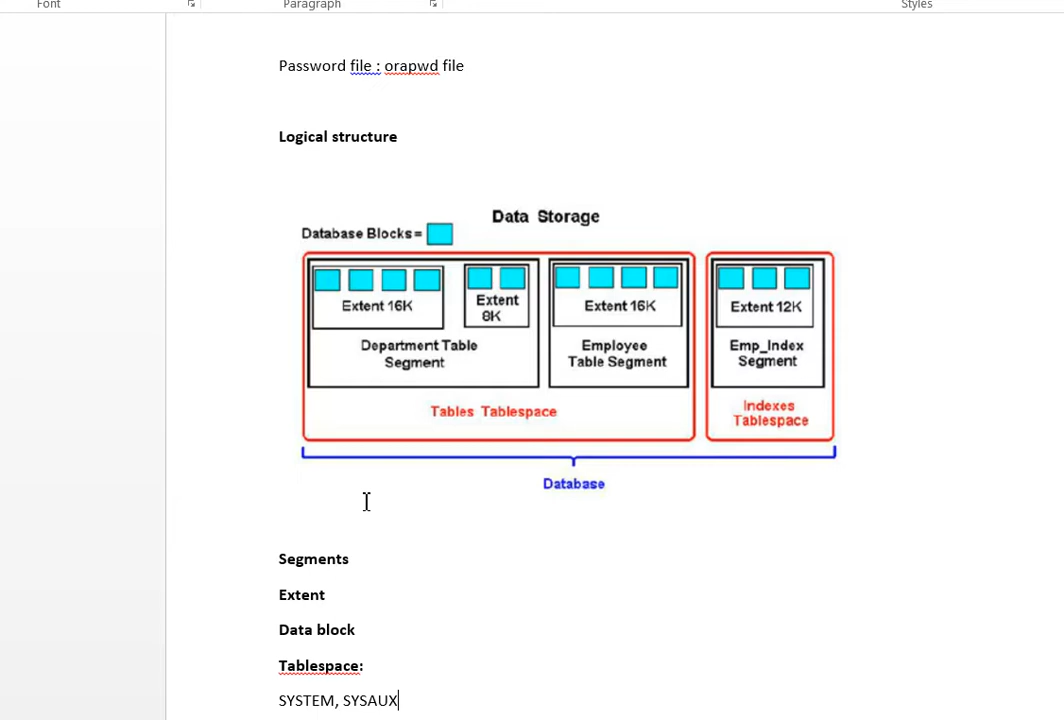 Font Paragraph Styles
Password file : orapwd file
Logical structure
Data Storage
Database Blocks=
Extent 16K
Extent
8K
Extent 16K
Extent 12K
Department Table
Segment
Employee
Table Segment
Emp_Index
Segment
Tables Tablespace
Indexes
Tablespace
Database
Segments
Extent
Data block
Tablespace:
SYSTEM, SYSAUX